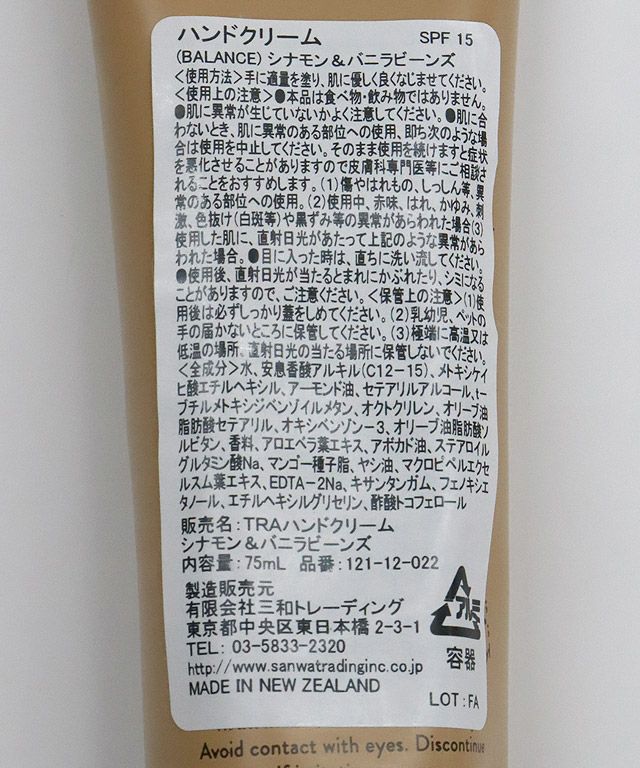 ハンドクリーム SPF 15
(BALANCE) シナモン&バニラビーンズ
<使用方法>手に適量を塗り、肌に優しく良くなじませてください。
<使用上の注意>●本品は食べ物・飲み物ではありません。
●肌に異常が生じていないかよく注意してください。●肌に合
わないとき、肌に異常のある部位への使用、即ち次のような場
合は使用を中止してください。そのまま使用を続けますと症状
を悪化させることがありますので皮膚科専門医等にご相談さ
れることをおすすめします。(1)傷やはれもの、しっしん等、異
常のある部位への使用。(2)使用中、赤味、はれ、かゆみ、刺
激、色抜け(白斑等)や黒ずみ等の異常があらわれた場合(3)
使用した肌に、直射日光があたって上記のような異常があら
われた場合。●目に入った時は、直ちに洗い流してください。
●使用後、直射日光が当たるとまれにかぶれたり、シミになる
ことがありますので、ご注意ください。<保管上の注意>(1)使
用後は必ずしっかり蓋をしめてください。(2)乳幼児、ペットの
手の届かないところに保管してください。(3)極端に高温又は
低温の場所、直射日光の当たる場所に保管しないでください。
<全成分>水、安息香酸アルキル(C12-15)、メトキシケイ
ヒ酸エチルヘキシル、アーモンド油、セテアリルアルコール、t-ブ
チルメトキシジベンゾイルメタン、オクトクリレン、オリーブ油
脂肪酸セテアリル、オキシベンゾン-3、オリーブ油脂肪酸ソ
ルビタン、香料、アロエベラ葉エキス、アボカド油、ステアロイル
グルタミン酸Na、マンゴー種子脂、ヤシ油、マクロピペルエクセ
ルスム葉エキス、EDTA-2Na、キサンタンガム、フェノキシエ
タノール、エチルヘキシルグリセリン、酢酸トコフェロール
販売名:TRAハンドクリーム
シナモン&バニラビーンズ
内容量:75mL 品番:121-12-022
製造販売元
有限会社三和トレーディング
東京都中央区東日本橋2-3-1
TEL: 03-5833-2320
http://www.sanwatradinginc.co.jp
MADE IN NEW ZEALAND
アルミ
容器
LOT:FA
Avoid contact with eyes. Discontinue